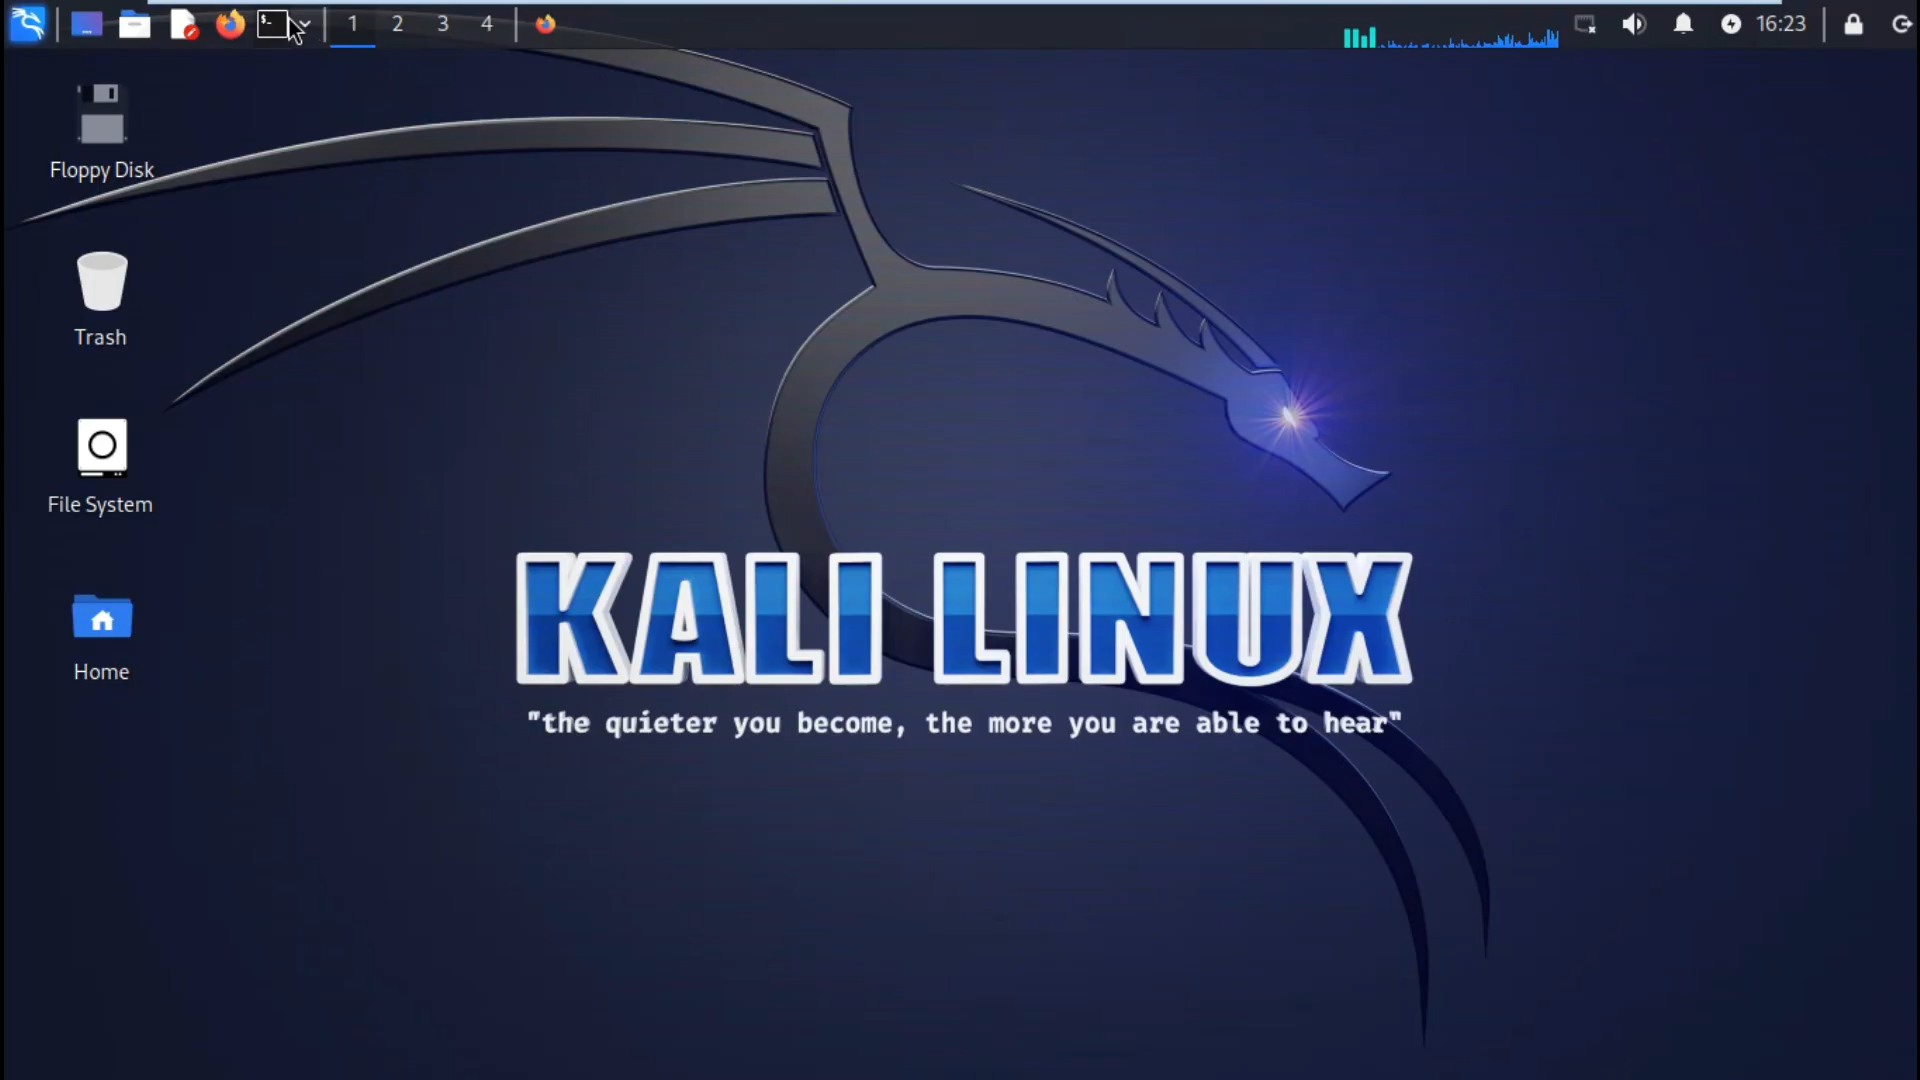 $-
1 2 3 4
16:23
Floppy Disk
Trash
File System
Home
KALI LINUX
"the quieter you become, the more you are able to hear"